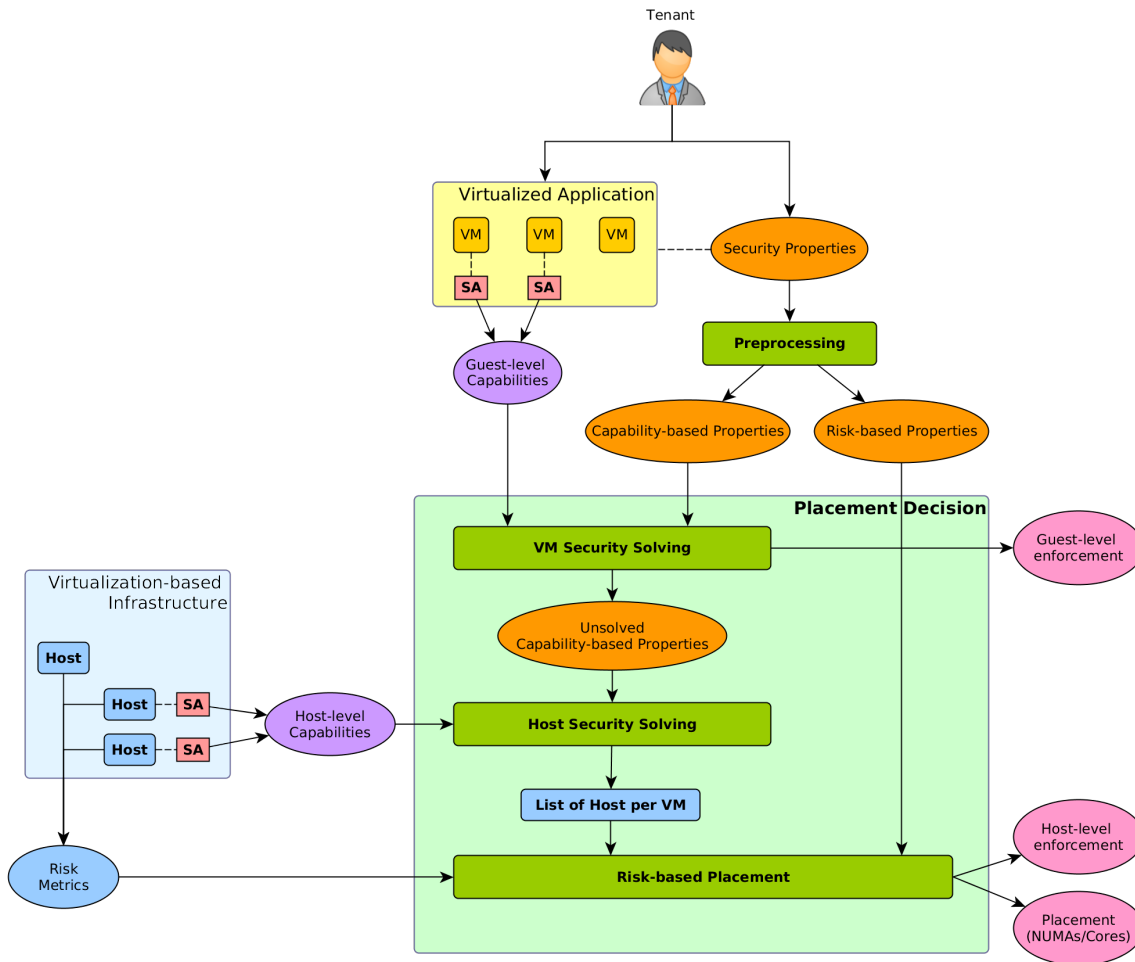 Tenant
Virtualized Application
VM
VM
VM
SA
SA
Security Properties
Preprocessing
Guest-level
Capabilities
Capability-based Properties
Risk-based Properties
Placement Decision
VM Security Solving
Guest-level
enforcement
Virtualization-based
Infrastructure
Unsolved
Capability-based Properties
Host
Host
SA
Host
SA
Host-level
Capabilities
Host Security Solving
List of Host per VM
Host-level
enforcement
Risk
Metrics
Risk-based Placement
Placement
(NUMAs/Cores)